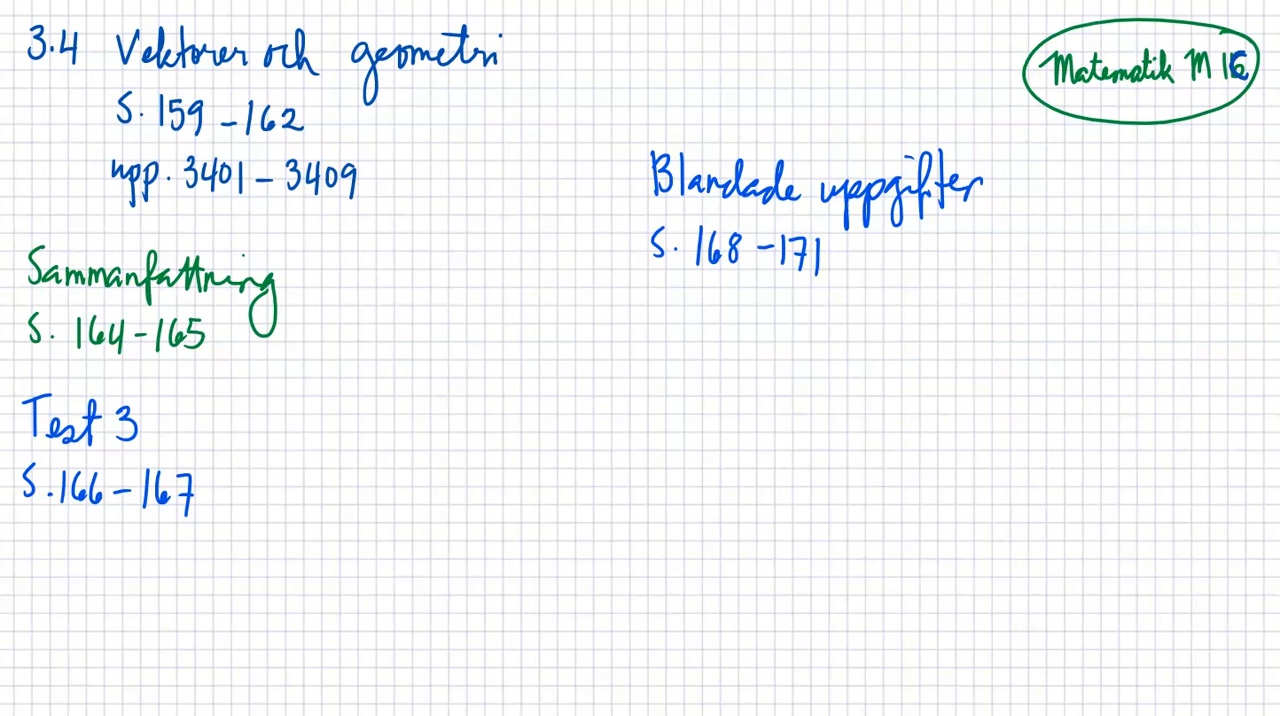 3.4 Vektorer och geometri
s. 159 - 162
upp. 3401 - 3409
Sammanfattning
s. 164 - 165
Test 3
s. 166 - 167
Matematik M 1c
Blandade uppgifter
s. 168 - 171